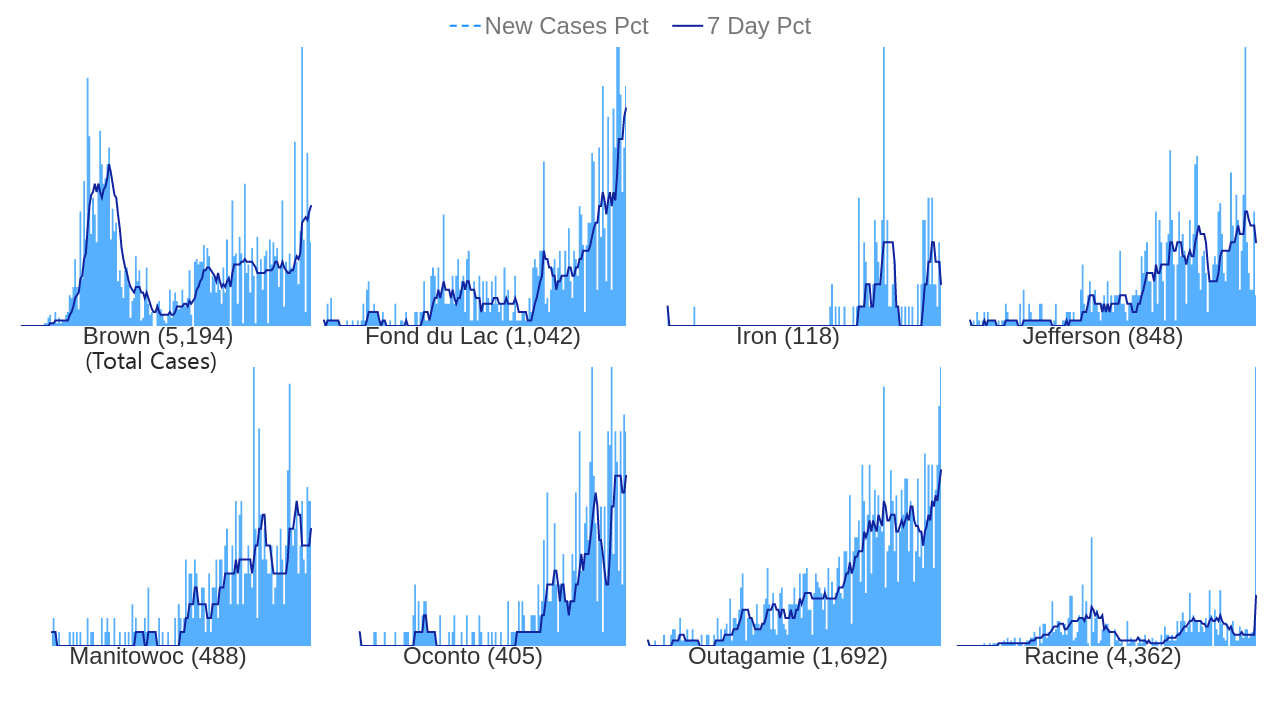 New Cases Pct 7 Day Pct
Brown (5,194) Fond du Lac (1,042) Iron (118) Jefferson (848)
(Total Cases)
Manitowoc (488) Oconto (405) Outagamie (1,692) Racine (4,362)